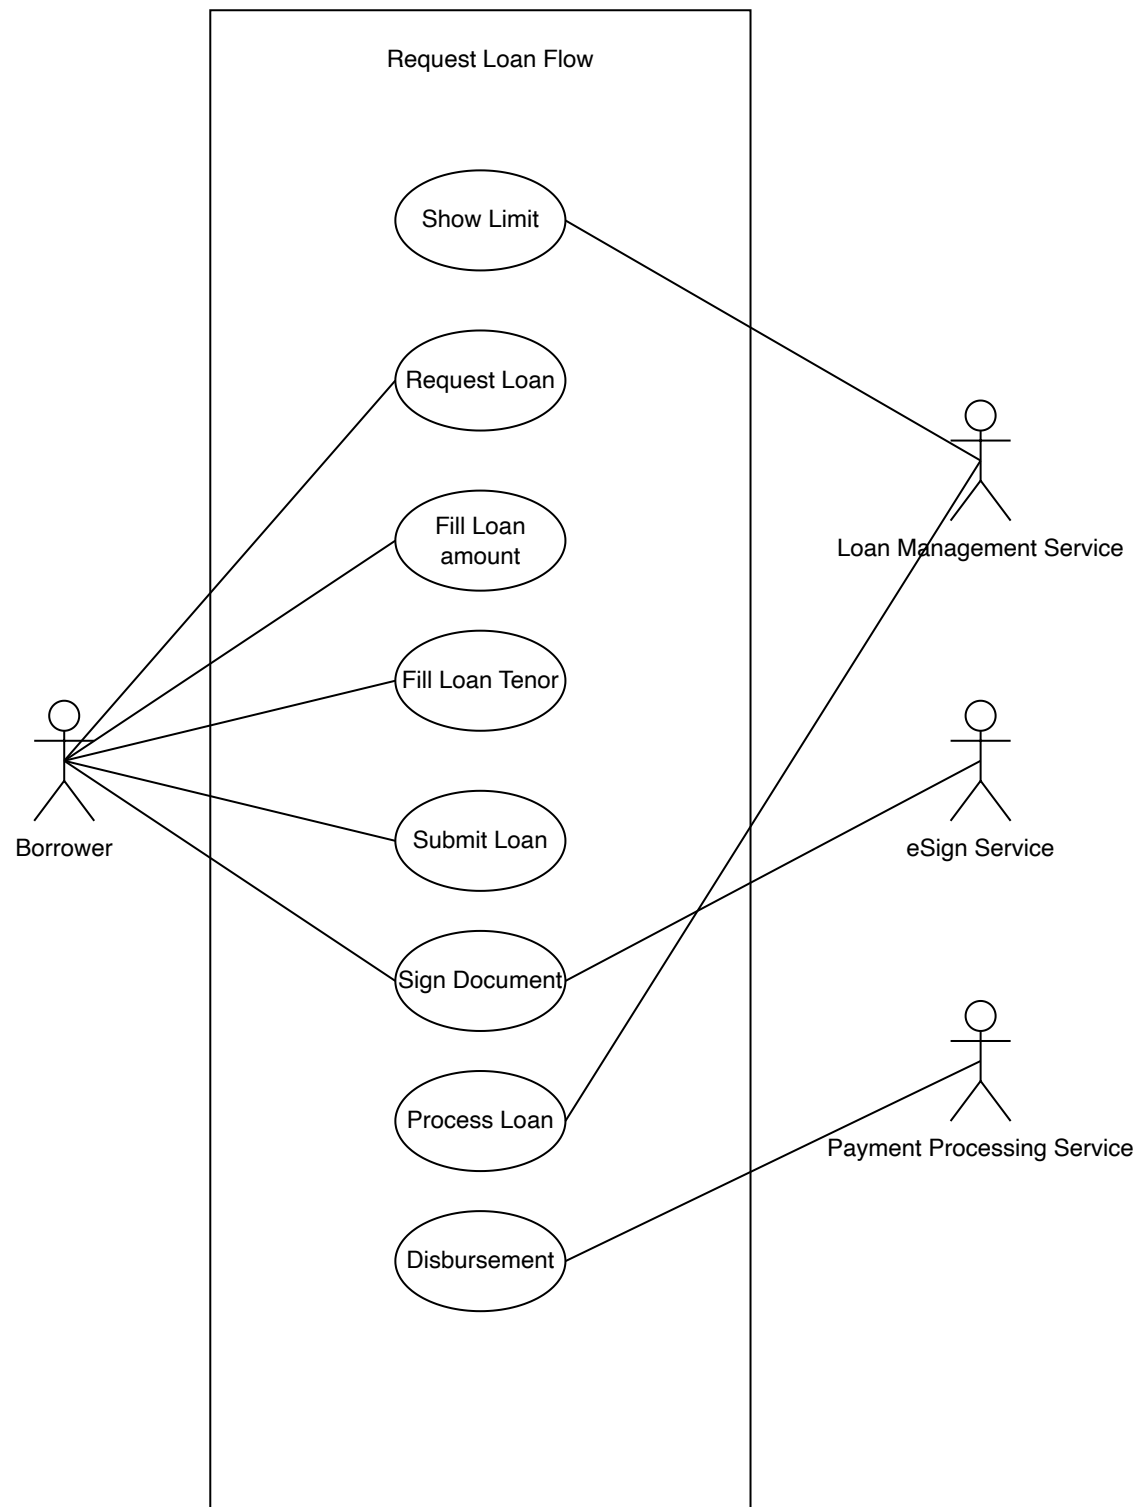 Request Loan Flow
Show Limit
Request Loan
Fill Loan
amount
Fill Loan Tenor
Submit Loan
Sign Document
Process Loan
Disbursement
Borrower
Loan Management Service
eSign Service
Payment Processing Service